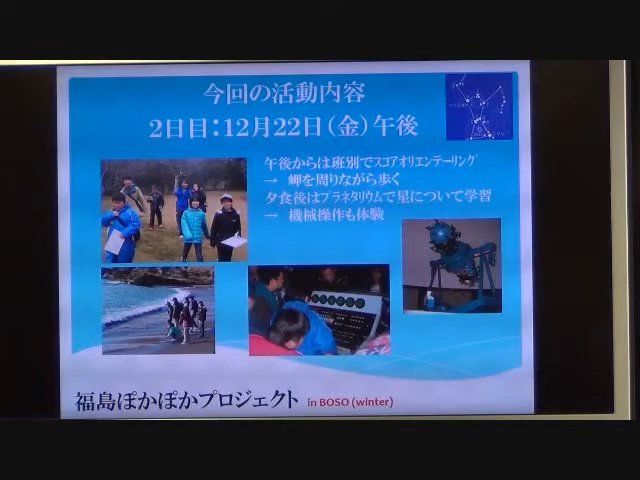 今回の活動内容
2日目：12月22日（金）午後
午後からは班別でスコアオリエンテーリング
→ 岬を周りながら歩く
夕食後はプラネタリウムで星について学習
→ 機械操作も体験
福島ぽかぽかプロジェクト in BOSO (winter)